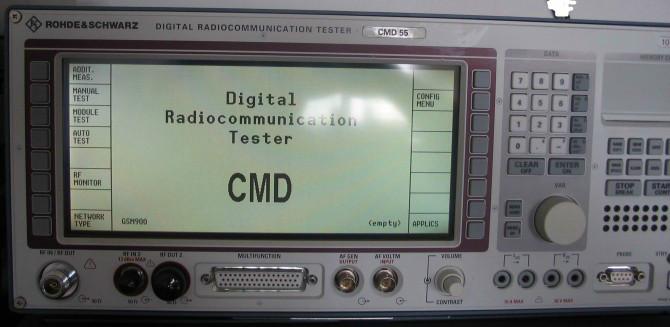 ROHDE&SCHWARZ
DIGITAL RADIOCOMMUNICATION TESTER
CMD 55
10
DATA
ADDIT.
MEAS.
MANUAL
TEST
MODULE
TEST
AUTO
TEST
RF
MONITOR
NETWORK
TYPE
Digital
Radiocommunication
Tester
CMD
GSM900
(empty)
CONFIG
MENU
APPLICS
7 8 9
4 5 6
1 2 3
0 . -
CLEAR
OFF
ENTER
ON
VAR
STOP
BREAK
RF IN / RF OUT
RF IN 2
RF OUT 2
MULTIFUNCTION
AF GEN
OUTPUT
AF VOLTM
INPUT
VOLUME
CONTRAST
PROBE